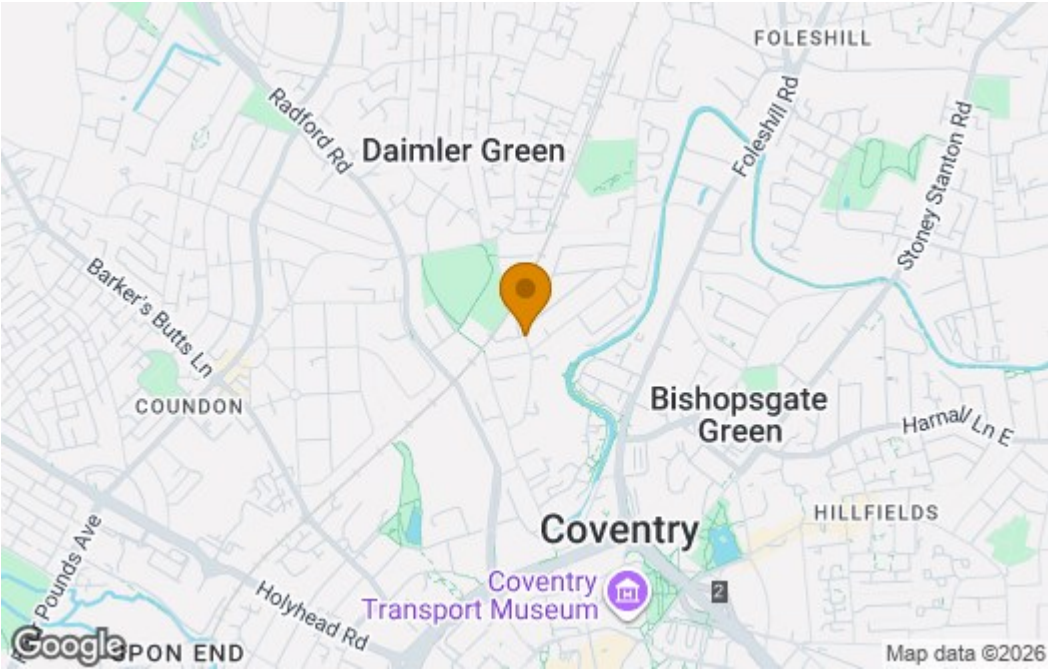 FOLESHILL
Radford Rd
Foleshill Rd
Daimler Green
Stoney Stanton Rd
Barker's Butts Ln
Bishopsgate
Green
COUNDON
Harnall Ln E
HILLFIELDS
Coventry
Coventry
Transport Museum
2
Pounds Ave
Holyhead Rd
Google
UPON END
Map data ©2026